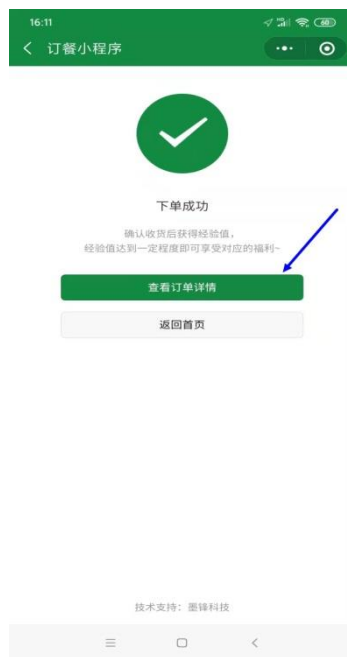 16:11
60
订餐小程序
下单成功
确认收货后获得经验值，
经验值达到一定程度即可享受对应的福利~
查看订单详情
返回首页
技术支持：墨锋科技